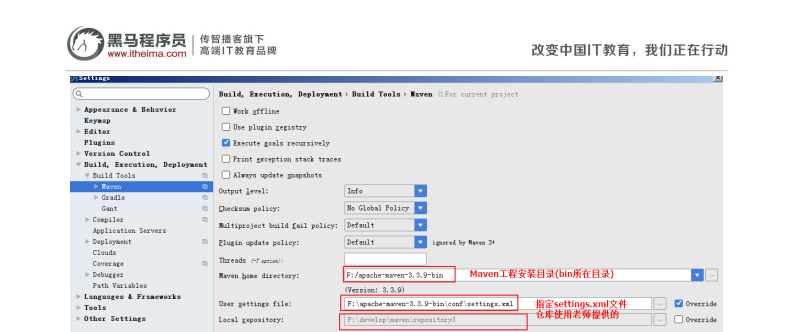 黑马程序员
www.itheima.com
传智播客旗下
高端IT教育品牌
改变中国IT教育，我们正在行动
Settings
Build, Execution, Deployment › Build Tools › Maven For current project
Appearance & Behavior
Keymap
Editor
Plugins
Version Control
Build, Execution, Deployment
Build Tools
Maven
Gradle
Gant
Compiler
Application Servers
Deployment
Clouds
Coverage
Debugger
Path Variables
Languages & Frameworks
Tools
Other Settings
Work offline
Use plugin registry
Execute goals recursively
Print exception stack traces
Always update snapshots
Output level: Info
Checksum policy: No Global Policy
Multiproject build fail policy: Default
Plugin update policy: Default ignored by Maven 3+
Threads (-T option):
Maven home directory: F:/apache-maven-3.3.9-bin Maven工程安装目录(bin所在目录) ...
(Version: 3.3.9)
User settings file: F:\apache-maven-3.3.9-bin\conf\settings.xml 指定settings.xml文件 ... Override
仓库使用老师提供的
Local repository: F:\develop\maven\repository3 ... Override